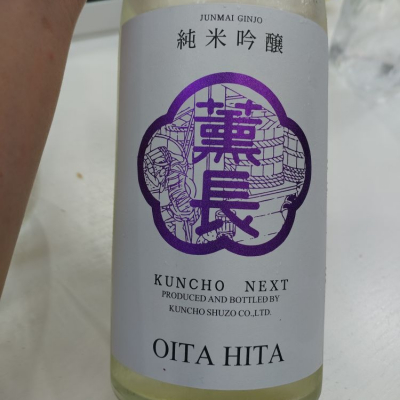 JUNMAI GINJO
純米吟醸
薫長
KUNCHO NEXT
PRODUCED AND BOTTLED BY
KUNCHO SHUZO CO.,LTD.
OITA HITA